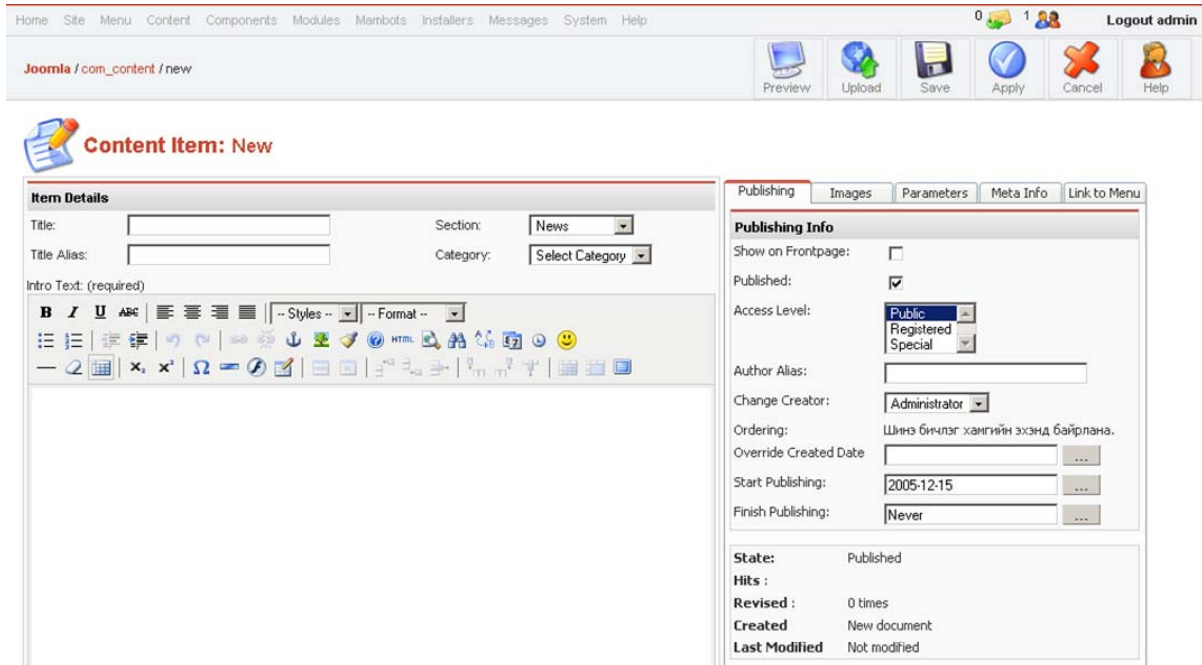 Home Site Menu Content Components Modules Mambots Installers Messages System Help 0 1 Logout admin
Joomla / com_content / new
Preview Upload Save Apply Cancel Help
Content Item: New
Item Details
Title: Section: News
Title Alias: Category: Select Category
Intro Text: (required)
B I U ABC -- Styles -- -- Format --
HTML
Publishing Images Parameters Meta Info Link to Menu
Publishing Info
Show on Frontpage:
Published:
Access Level: Public
Registered
Special
Author Alias:
Change Creator: Administrator
Ordering: Шинэ бичлэг хамгийн эхэнд байрлана.
Override Created Date ...
Start Publishing: 2005-12-15 ...
Finish Publishing: Never ...
State: Published
Hits :
Revised : 0 times
Created New document
Last Modified Not modified